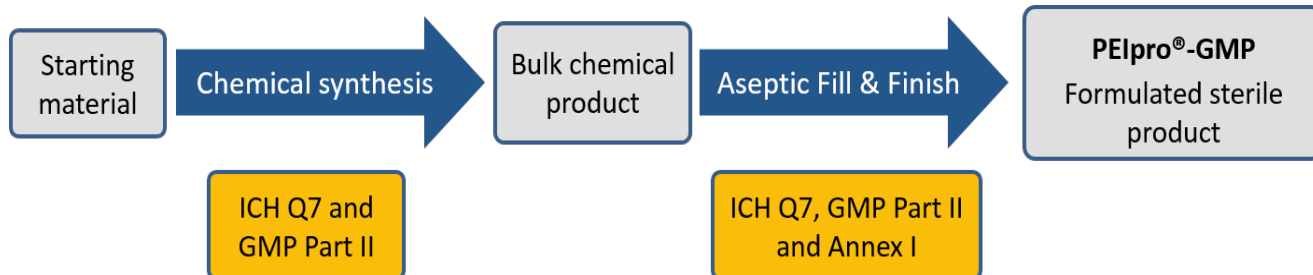 Starting
material
Chemical synthesis
Bulk chemical
product
Aseptic Fill & Finish
PEIpro®-GMP
Formulated sterile
product
ICH Q7 and
GMP Part II
ICH Q7, GMP Part II
and Annex I